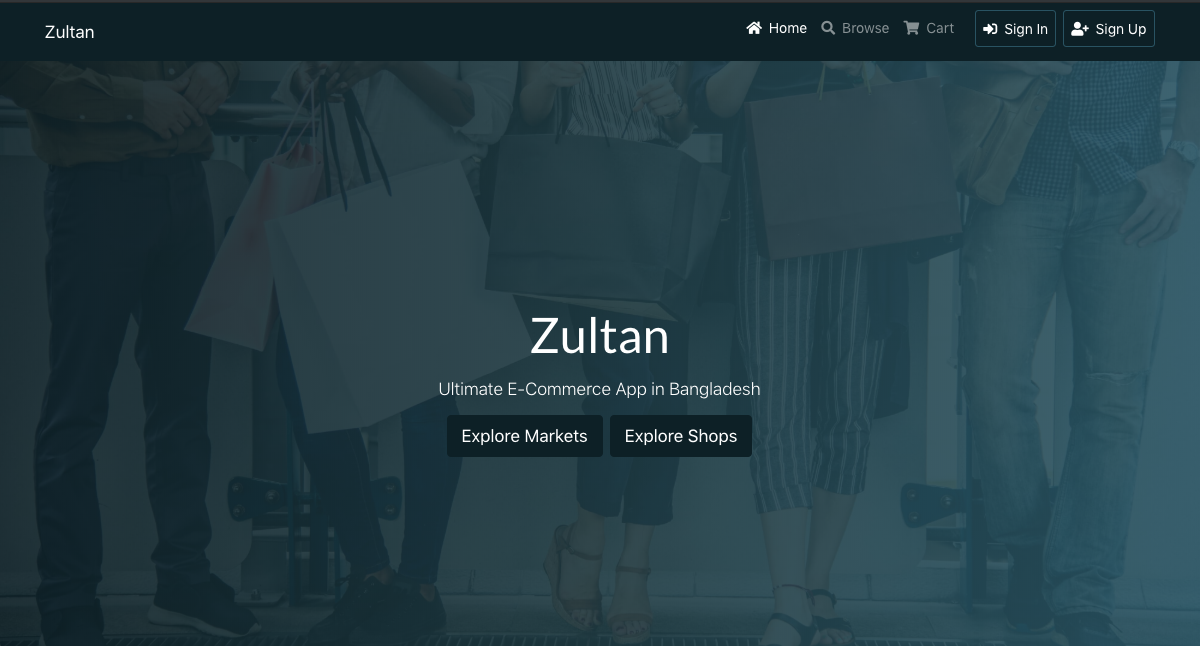 Zultan
Home Browse Cart Sign In Sign Up
Zultan
Ultimate E-Commerce App in Bangladesh
Explore Markets Explore Shops